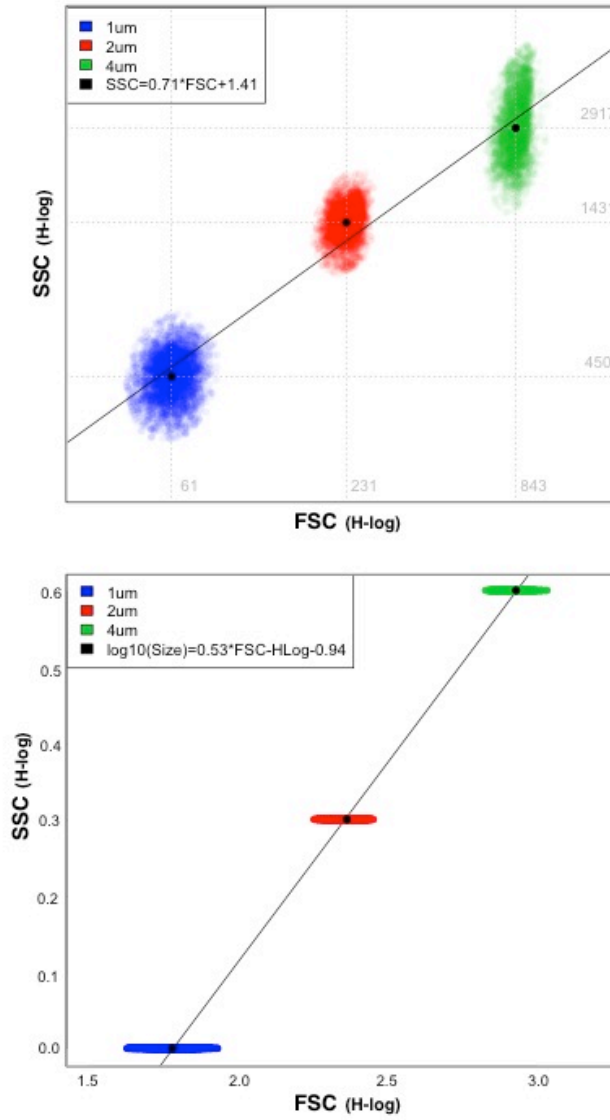 1um
2um
4um
SSC=0.71*FSC+1.41
2917
1431
450
61 231 843
SSC (H-log)
FSC (H-log)
1um
2um
4um
log10(Size)=0.53*FSC-HLog-0.94
0.6
0.5
0.4
0.3
0.2
0.1
0.0
SSC (H-log)
1.5 2.0 2.5 3.0
FSC (H-log)